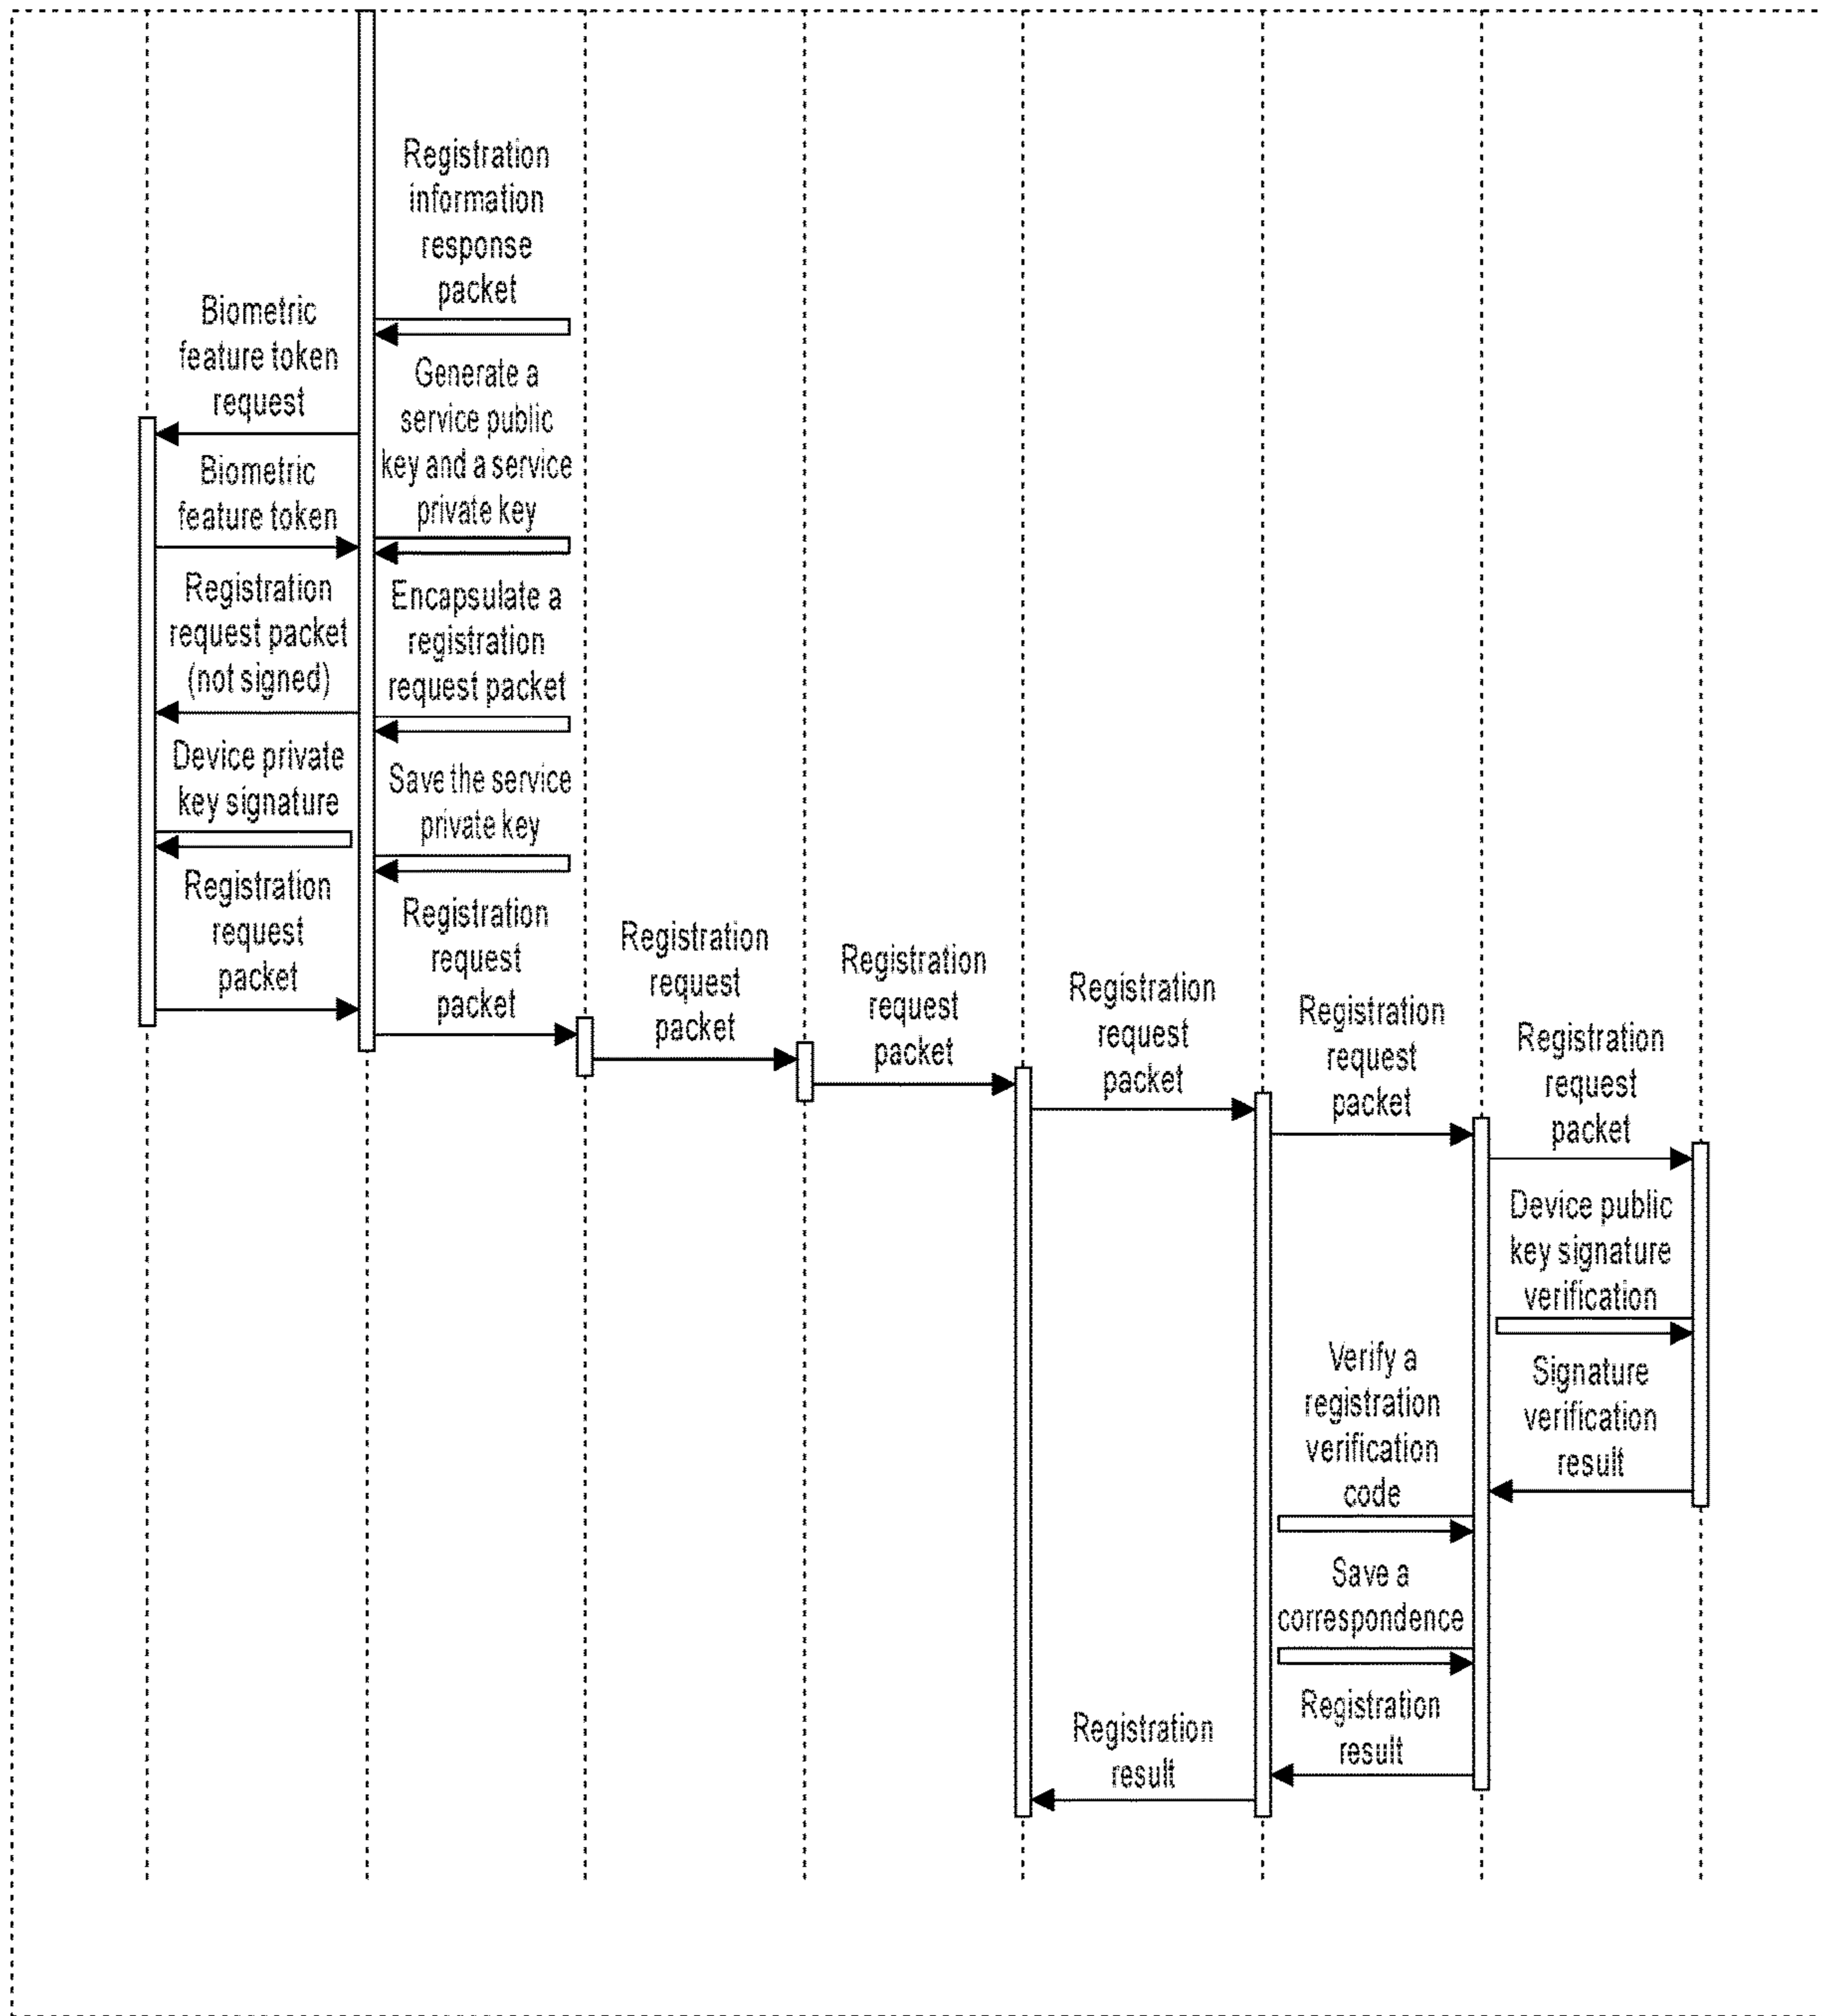 Registration
information
response
packet
Biometric
feature token
request
Generate a
service public
key and a service
private key
Biometric
feature token
Registration
request packet
(not signed)
Encapsulate a
registration
request packet
Device private
key signature
Save the service
private key
Registration
request
packet
Registration
request
packet
Registration
request
packet
Registration
request
packet
Registration
request
packet
Registration
request
packet
Registration
request
packet
Device public
key signature
verification
Signature
verification
result
Verify a
registration
verification
code
Save a
correspondence
Registration
result
Registration
result